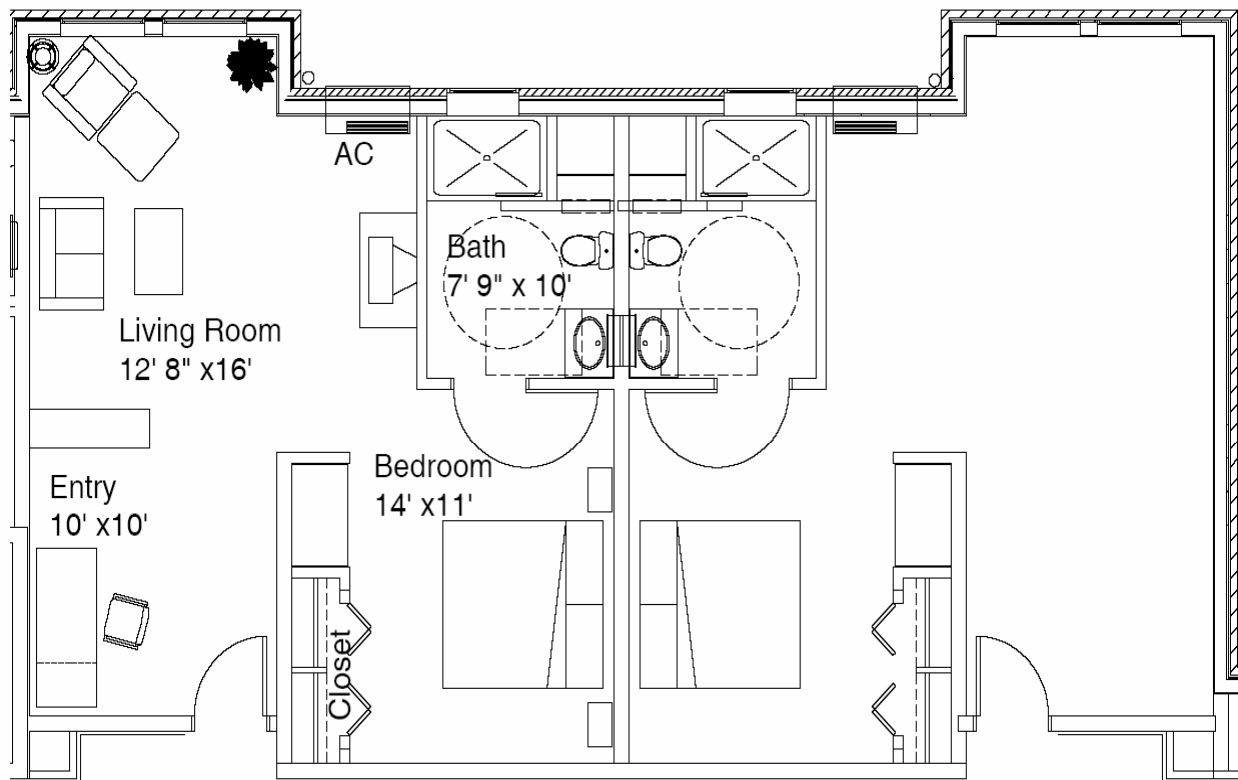 AC
Bath
7' 9" x 10'
Living Room
12' 8" x16'
Bedroom
14' x11'
Entry
10' x10'
Closet